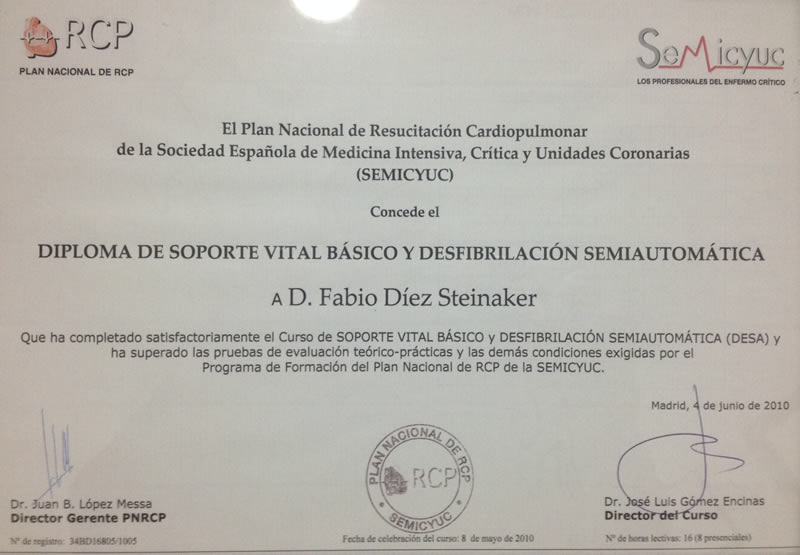 RCP
PLAN NACIONAL DE RCP
SEMICYUC
LOS PROFESIONALES DEL ENFERMO CRÍTICO
El Plan Nacional de Resucitación Cardiopulmonar
de la Sociedad Española de Medicina Intensiva, Crítica y Unidades Coronarias
(SEMICYUC)
Concede el
DIPLOMA DE SOPORTE VITAL BÁSICO Y DESFIBRILACIÓN SEMIAUTOMÁTICA
A D. Fabio Díez Steinaker
Que ha completado satisfactoriamente el Curso de SOPORTE VITAL BÁSICO y DESFIBRILACIÓN SEMIAUTOMÁTICA (DESA) y
ha superado las pruebas de evaluación teórico-prácticas y las demás condiciones exigidas por el
Programa de Formación del Plan Nacional de RCP de la SEMICYUC.
Madrid, 4 de junio de 2010
PLAN NACIONAL DE RCP
RCP
SEMICYUC
Dr. Juan B. López Messa
Director Gerente PNRCP
Nº de registro: 34BD16805/1005
Fecha de celebración del curso: 8 de mayo de 2010
Dr. José Luis Gómez Encinas
Director del Curso
Nº de horas lectivas: 16 (8 presenciales)